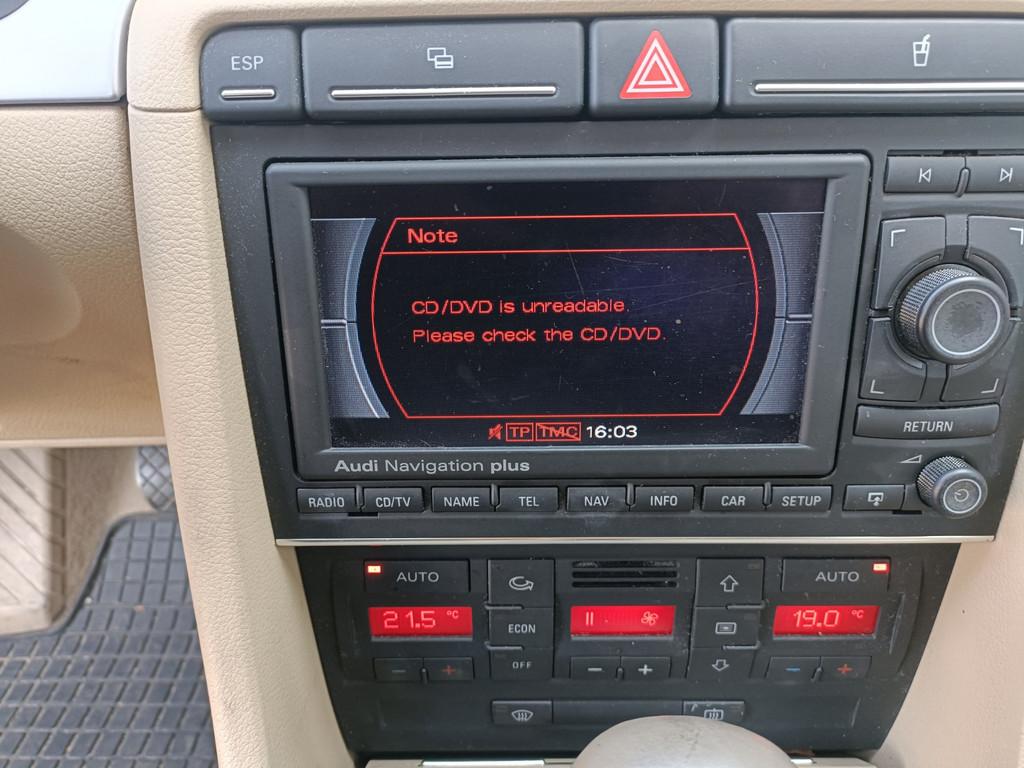 ESP
Note
CD/DVD is unreadable.
Please check the CD/DVD.
TP TMC 16:03
Audi Navigation plus
RETURN
RADIO CD/TV NAME TEL NAV INFO CAR SETUP
AUTO AUTO
21.5 °C 19.0 °C
ECON
OFF